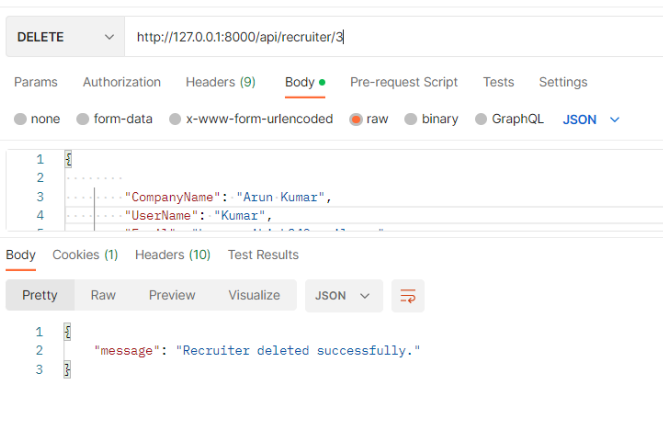 DELETE http://127.0.0.1:8000/api/recruiter/3
Params Authorization Headers (9) Body Pre-request Script Tests Settings
none form-data x-www-form-urlencoded raw binary GraphQL JSON
1 {
2
3 "CompanyName": "Arun Kumar",
4 "UserName": "Kumar",
Body Cookies (1) Headers (10) Test Results
Pretty Raw Preview Visualize JSON
1 {
2 "message": "Recruiter deleted successfully."
3 }